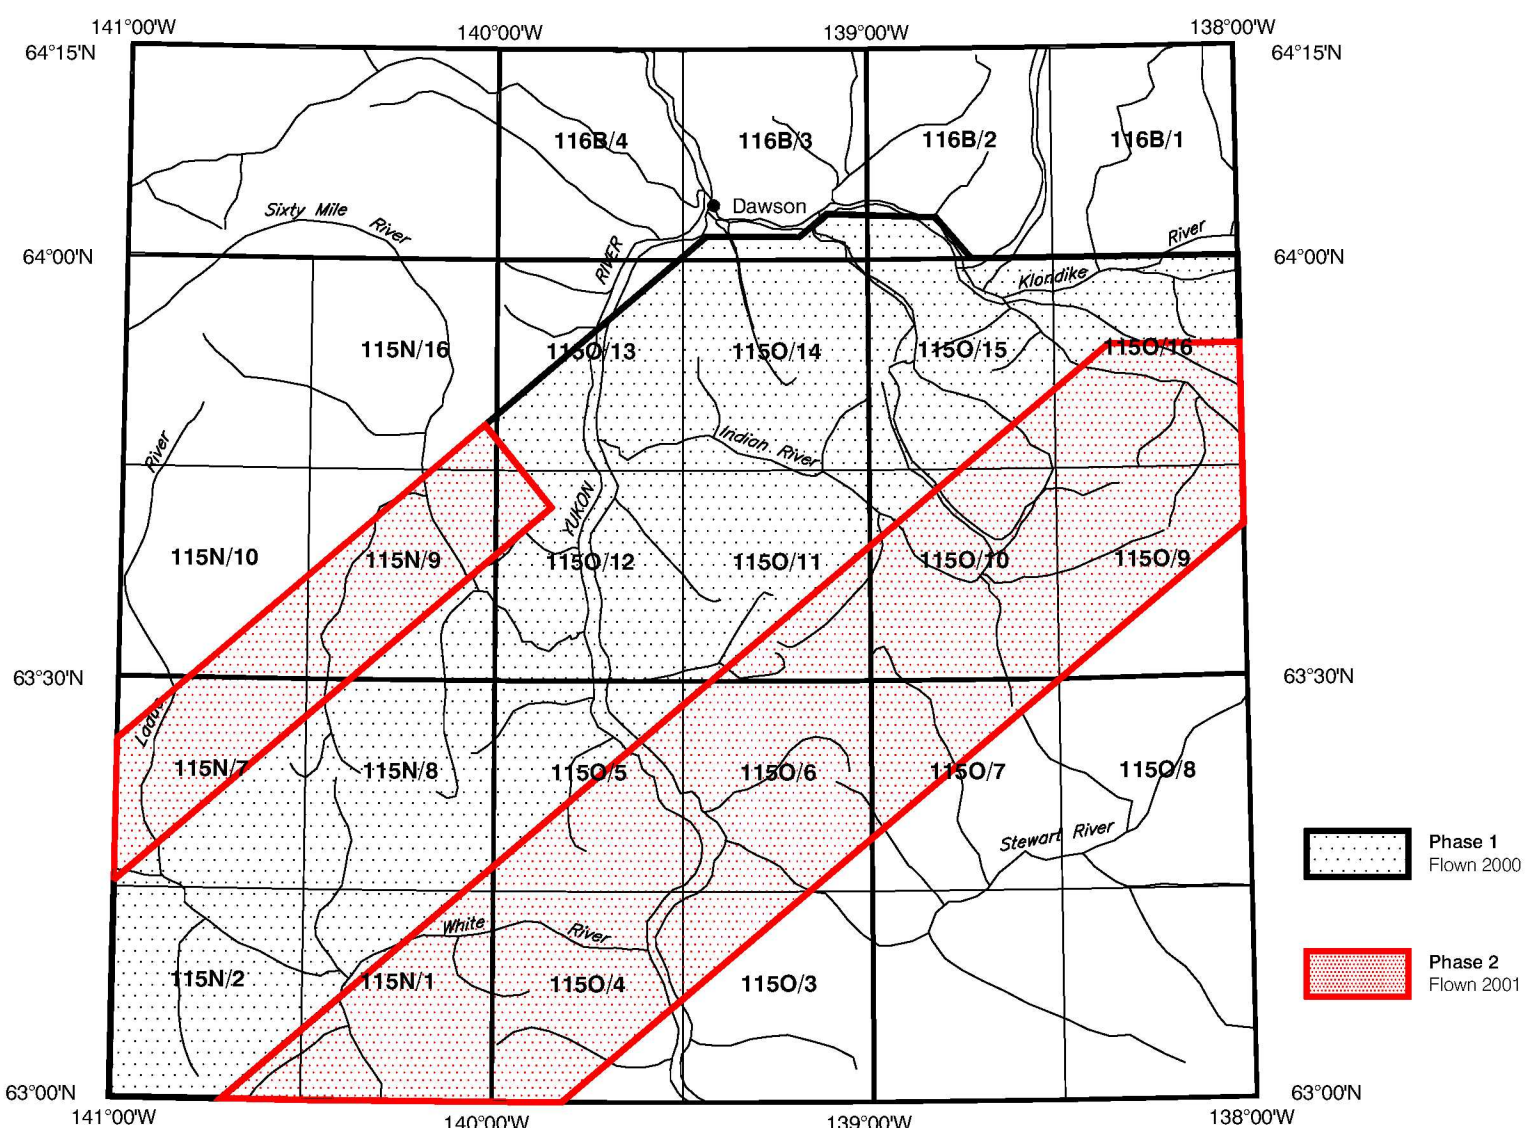 141°00'W 140°00'W 139°00'W 138°00'W
64°15'N 64°15'N
116B/4 116B/3 116B/2 116B/1
Dawson
Sixty Mile River
River
RIVER
64°00'N 64°00'N
Klondike
115N/16 115O/13 115O/14 115O/15 115O/16
Indian River
River
YUKON
115N/10 115N/9 115O/12 115O/11 115O/10 115O/9
63°30'N 63°30'N
Ladue
115N/7 115N/8 115O/5 115O/6 115O/7 115O/8
Stewart River
Phase 1
Flown 2000
White River
Phase 2
Flown 2001
115N/2 115N/1 115O/4 115O/3
63°00'N 63°00'N
141°00'W 140°00'W 139°00'W 138°00'W